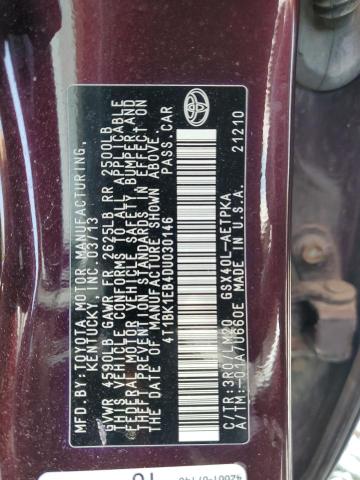 MFD.BY:TOYOTA MOTOR MANUFACTURING,
KENTUCKY, INC 03/13
GVWR 4590LB GAWR FR 2625LB RR 2500LB
THIS VEHICLE CONFORMS TO ALL APPLICABLE
FEDERAL MOTOR VEHICLE SAFETY, BUMPER, AND
THEFT PREVENTION STANDARDS IN EFFECT ON
THE DATE OF MANUFACTURE SHOWN ABOVE.
4T1BK1EB4DU030146 PASS.CAR
C/TR:3R0/LM20 GSX40L-AETPKA
A/TM:-01A/U660E U.S.A. 21210